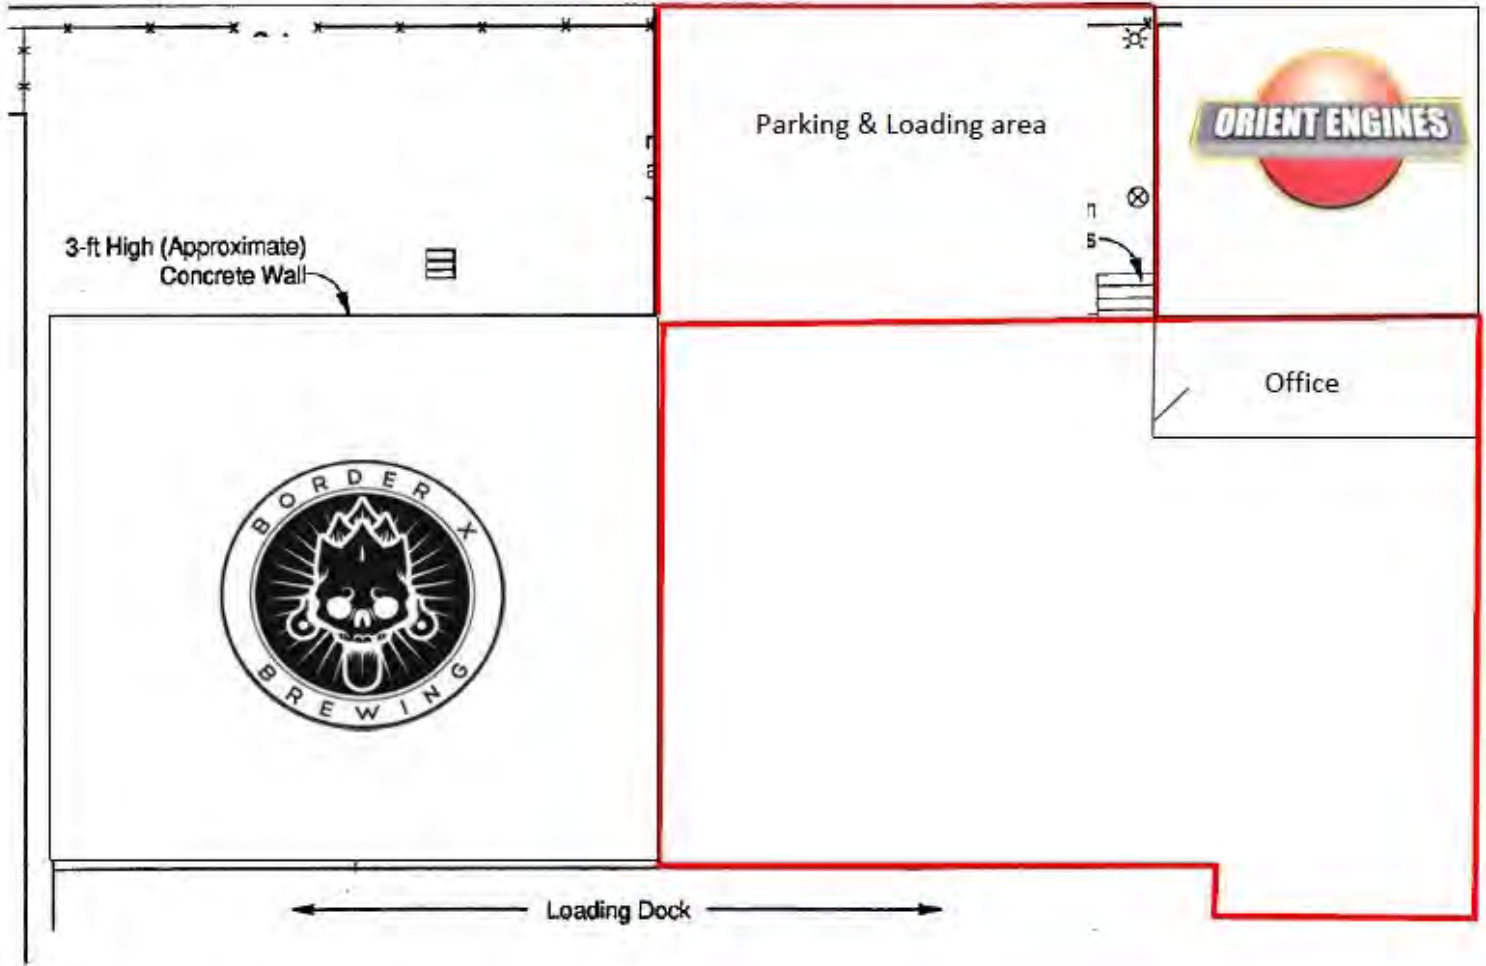 Parking & Loading area
ORIENT ENGINES
3-ft High (Approximate)
Concrete Wall
Office
BORDER X
BREWING
Loading Dock